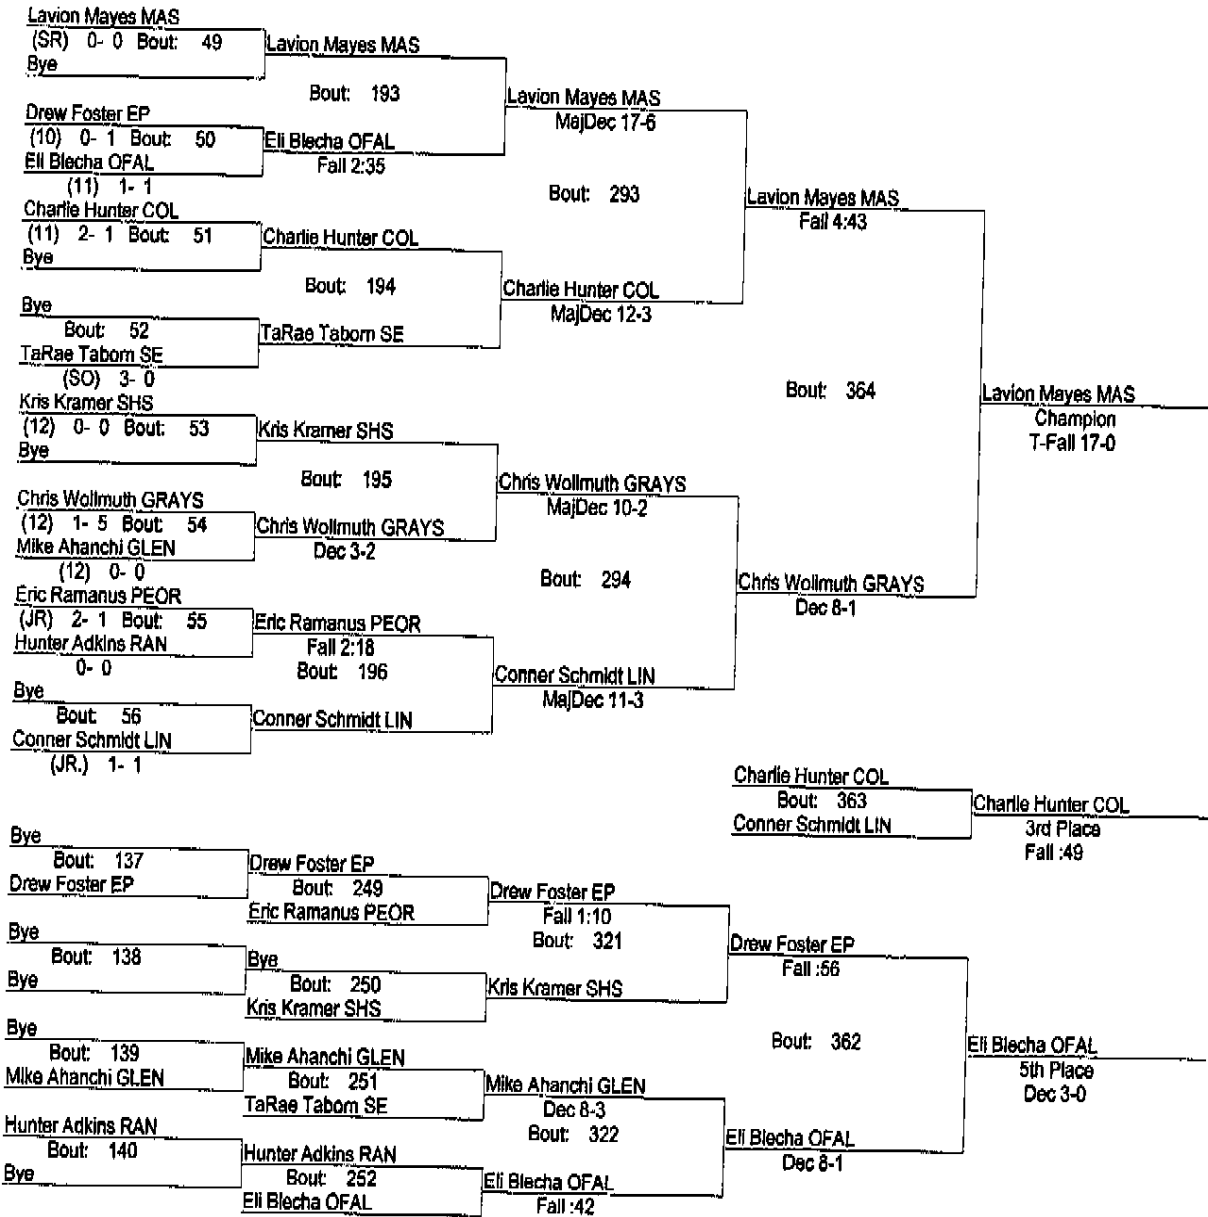 Lavion Mayes MAS
(SR) 0- 0 Bout: 49
Bye
Lavion Mayes MAS
Bout: 193
Drew Foster EP
(10) 0- 1 Bout: 50
Eli Blecha OFAL
(11) 1- 1
Eli Blecha OFAL
Fall 2:35
Lavion Mayes MAS
MajDec 17-6
Bout: 293
Charlie Hunter COL
(11) 2- 1 Bout: 51
Bye
Charlie Hunter COL
Bout: 194
Bye
Bout: 52
TaRae Taborn SE
(SO) 3- 0
TaRae Taborn SE
Charlie Hunter COL
MajDec 12-3
Lavion Mayes MAS
Fall 4:43
Bout: 364
Kris Kramer SHS
(12) 0- 0 Bout: 53
Bye
Kris Kramer SHS
Bout: 195
Chris Wollmuth GRAYS
(12) 1- 5 Bout: 54
Mike Ahanchi GLEN
(12) 0- 0
Chris Wollmuth GRAYS
Dec 3-2
Chris Wollmuth GRAYS
MajDec 10-2
Bout: 294
Eric Ramanus PEOR
(JR) 2- 1 Bout: 55
Hunter Adkins RAN
0- 0
Eric Ramanus PEOR
Fall 2:18
Bout: 196
Bye
Bout: 56
Conner Schmidt LIN
(JR.) 1- 1
Conner Schmidt LIN
Conner Schmidt LIN
MajDec 11-3
Chris Wollmuth GRAYS
Dec 8-1
Lavion Mayes MAS
Champion
T-Fall 17-0
Charlie Hunter COL
Bout: 363
Conner Schmidt LIN
Charlie Hunter COL
3rd Place
Fall :49
Bye
Bout: 137
Drew Foster EP
Drew Foster EP
Bout: 249
Eric Ramanus PEOR
Drew Foster EP
Fall 1:10
Bout: 321
Bye
Bout: 138
Bye
Bye
Bout: 250
Kris Kramer SHS
Kris Kramer SHS
Drew Foster EP
Fall :56
Bout: 362
Bye
Bout: 139
Mike Ahanchi GLEN
Mike Ahanchi GLEN
Bout: 251
TaRae Taborn SE
Mike Ahanchi GLEN
Dec 8-3
Bout: 322
Hunter Adkins RAN
Bout: 140
Bye
Hunter Adkins RAN
Bout: 252
Eli Blecha OFAL
Eli Blecha OFAL
Fall :42
Eli Blecha OFAL
Dec 8-1
Eli Blecha OFAL
5th Place
Dec 3-0